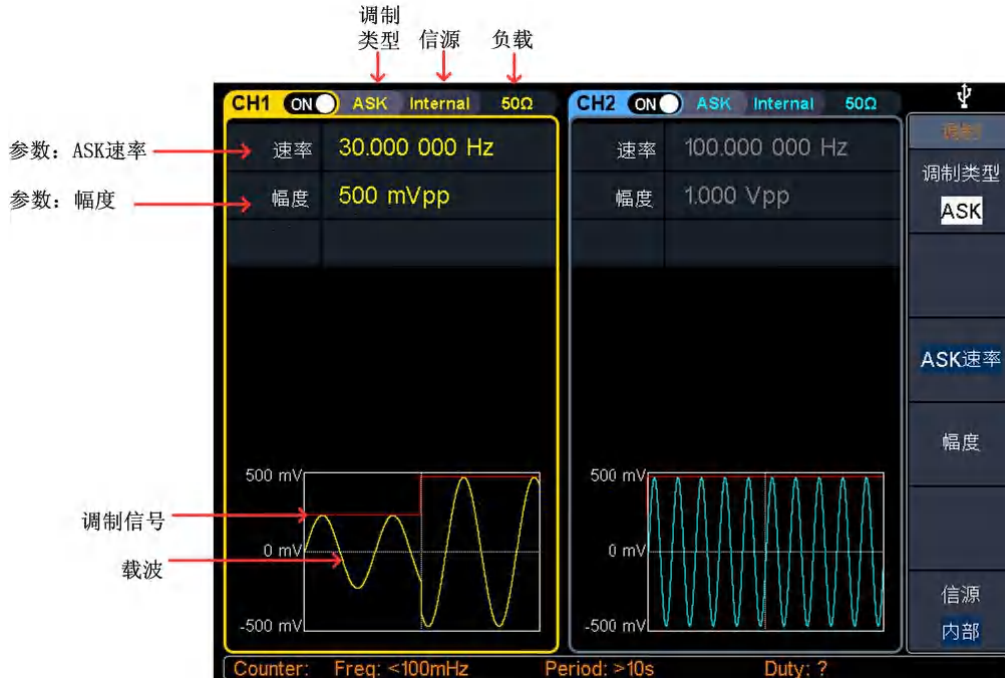 调制
类型 信源 负载
CH1 ON ASK Internal 50Ω CH2 ON ASK Internal 50Ω
调制
参数：ASK速率 速率 30.000 000 Hz 速率 100.000 000 Hz
调制类型
参数：幅度 幅度 500 mVpp 幅度 1.000 Vpp
ASK
ASK速率
幅度
500 mV 500 mV
调制信号
0 mV 0 mV
载波
信源
-500 mV -500 mV
内部
Counter: Freq: <100mHz Period: >10s Duty: ?